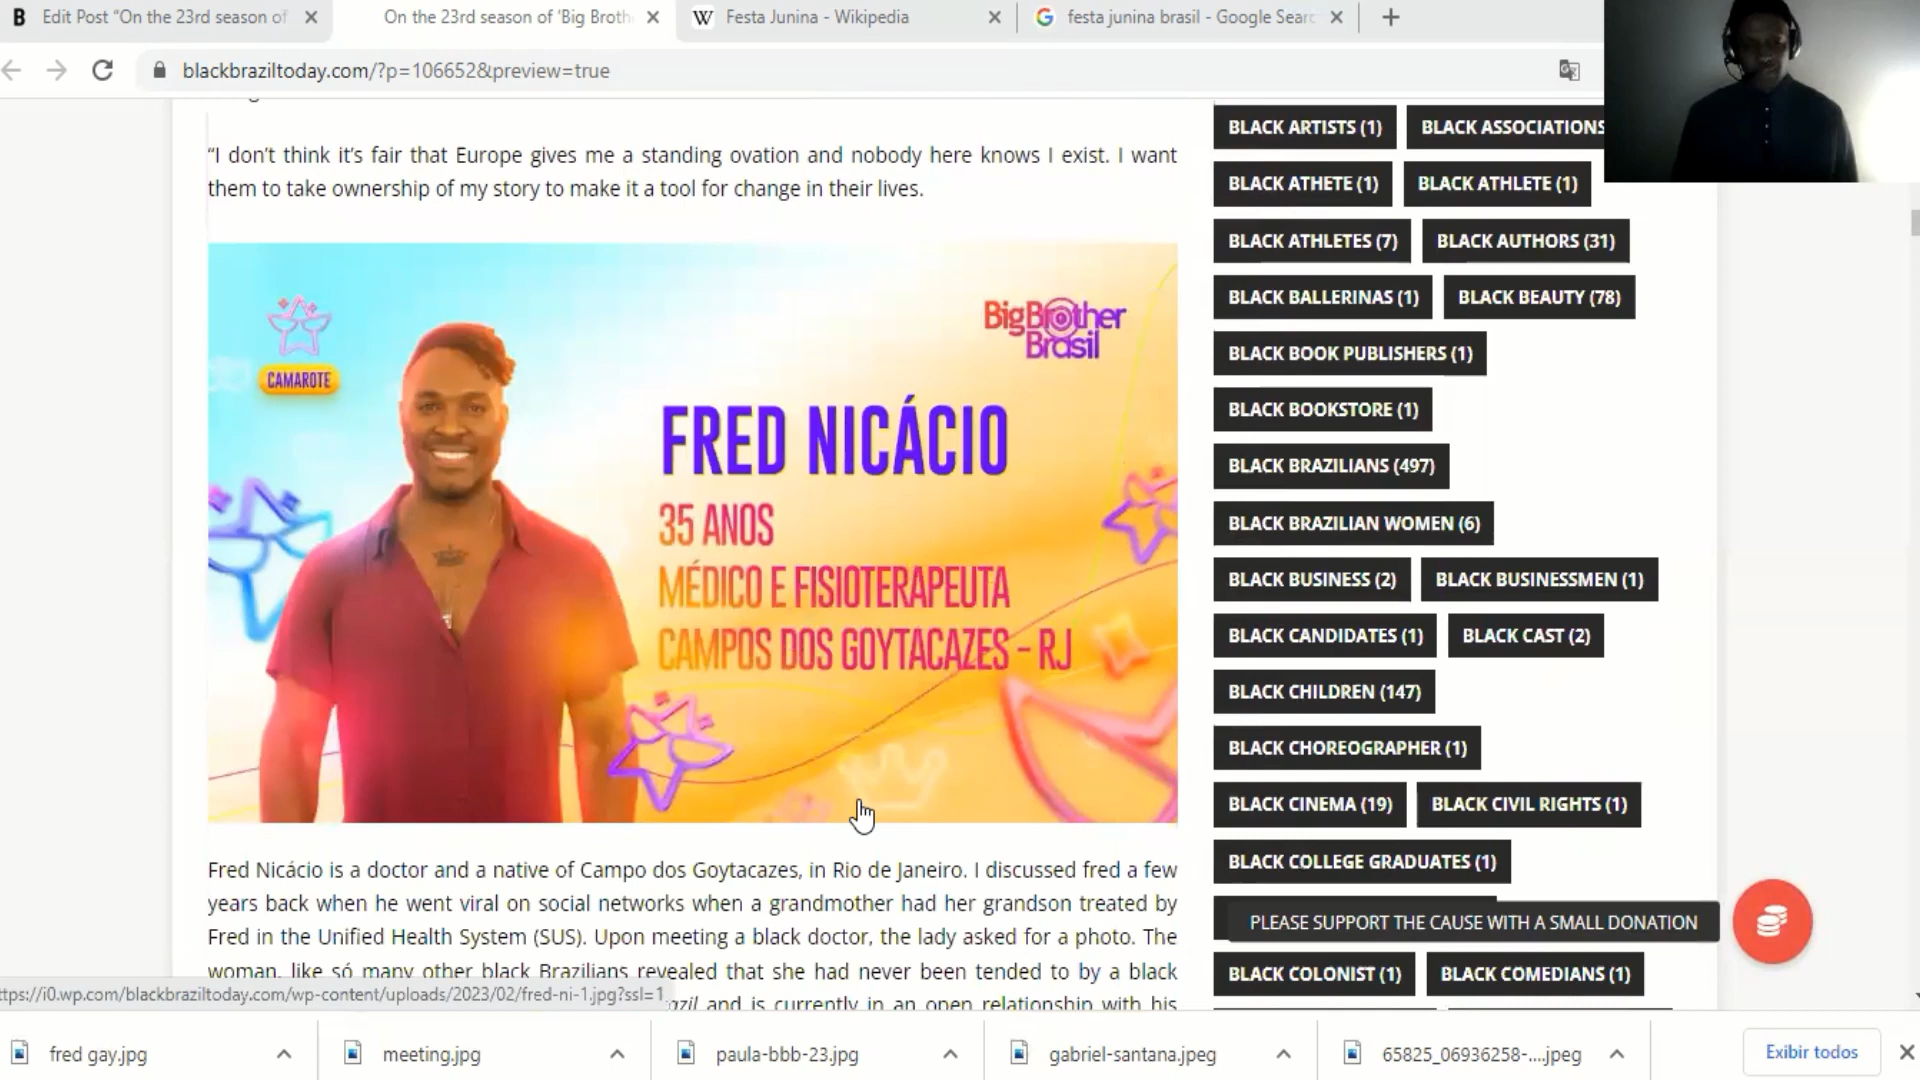 B Edit Post “On the 23rd season of
On the 23rd season of ‘Big Broth
W Festa Junina - Wikipedia
G festa junina brasil - Google Searc
blackbraziltoday.com/?p=106652&preview=true
“I don’t think it’s fair that Europe gives me a standing ovation and nobody here knows I exist. I want
them to take ownership of my story to make it a tool for change in their lives.
CAMAROTE
BigBrother
Brasil
FRED NICÁCIO
35 ANOS
MÉDICO E FISIOTERAPEUTA
CAMPOS DOS GOYTACAZES - RJ
Fred Nicácio is a doctor and a native of Campo dos Goytacazes, in Rio de Janeiro. I discussed fred a few
years back when he went viral on social networks when a grandmother had her grandson treated by
Fred in the Unified Health System (SUS). Upon meeting a black doctor, the lady asked for a photo. The
woman, like só many other black Brazilians revealed that she had never been tended to by a black
and is currently in an open relationship with his
BLACK ARTISTS (1) BLACK ASSOCIATIONS
BLACK ATHETE (1) BLACK ATHLETE (1)
BLACK ATHLETES (7) BLACK AUTHORS (31)
BLACK BALLERINAS (1) BLACK BEAUTY (78)
BLACK BOOK PUBLISHERS (1)
BLACK BOOKSTORE (1)
BLACK BRAZILIANS (497)
BLACK BRAZILIAN WOMEN (6)
BLACK BUSINESS (2) BLACK BUSINESSMEN (1)
BLACK CANDIDATES (1) BLACK CAST (2)
BLACK CHILDREN (147)
BLACK CHOREOGRAPHER (1)
BLACK CINEMA (19) BLACK CIVIL RIGHTS (1)
BLACK COLLEGE GRADUATES (1)
PLEASE SUPPORT THE CAUSE WITH A SMALL DONATION
BLACK COLONIST (1) BLACK COMEDIANS (1)
ttps://i0.wp.com/blackbraziltoday.com/wp-content/uploads/2023/02/fred-ni-1.jpg?ssl=1
fred gay.jpg
meeting.jpg
paula-bbb-23.jpg
gabriel-santana.jpeg
65825_06936258-....jpeg
Exibir todos